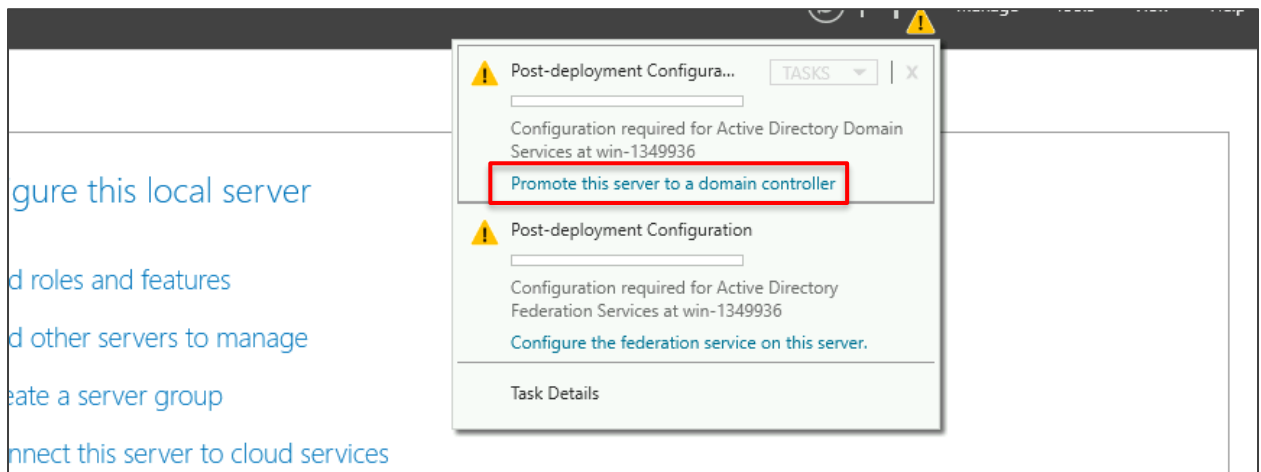 Post-deployment Configura...
TASKS
X
Configuration required for Active Directory Domain
Services at win-1349936
Promote this server to a domain controller
Post-deployment Configuration
Configuration required for Active Directory
Federation Services at win-1349936
Configure the federation service on this server.
Task Details
gure this local server
d roles and features
d other servers to manage
eate a server group
nnect this server to cloud services